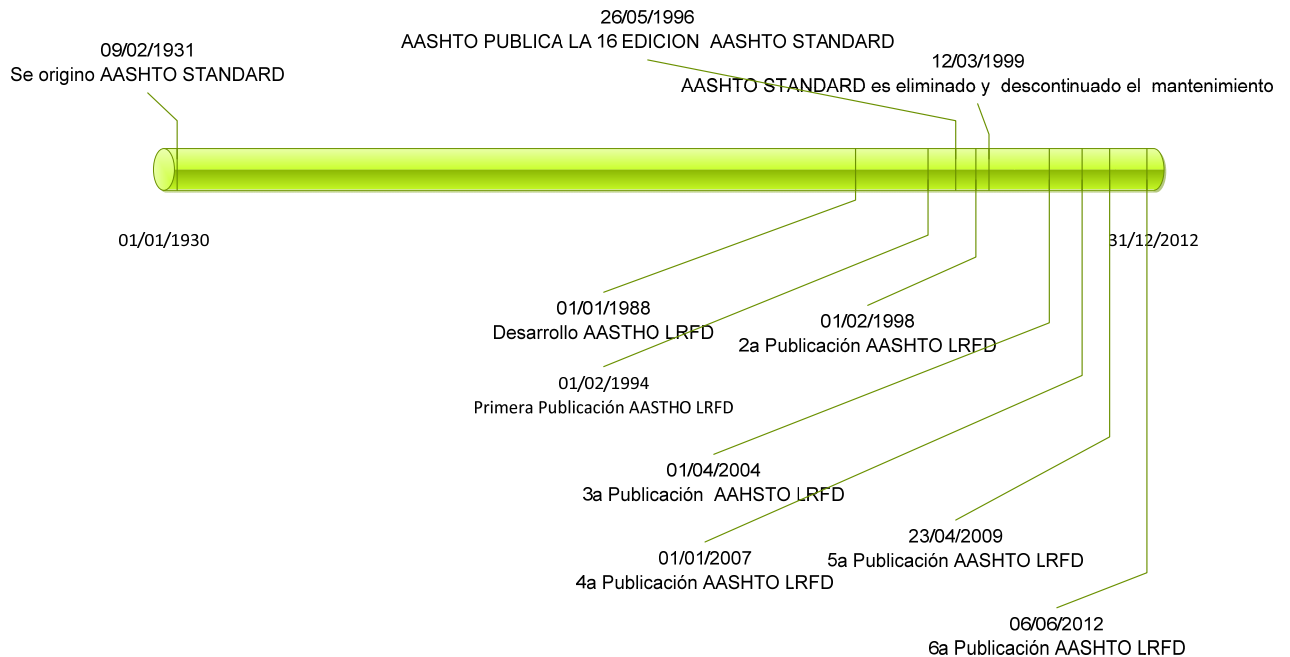 26/05/1996
AASHTO PUBLICA LA 16 EDICION AASHTO STANDARD
09/02/1931
Se origino AASHTO STANDARD
12/03/1999
AASHTO STANDARD es eliminado y descontinuado el mantenimiento
01/01/1930
31/12/2012
01/01/1988
Desarrollo AASTHO LRFD
01/02/1998
2a Publicación AASHTO LRFD
01/02/1994
Primera Publicación AASTHO LRFD
01/04/2004
3a Publicación AAHSTO LRFD
23/04/2009
5a Publicación AASHTO LRFD
01/01/2007
4a Publicación AASHTO LRFD
06/06/2012
6a Publicación AASHTO LRFD